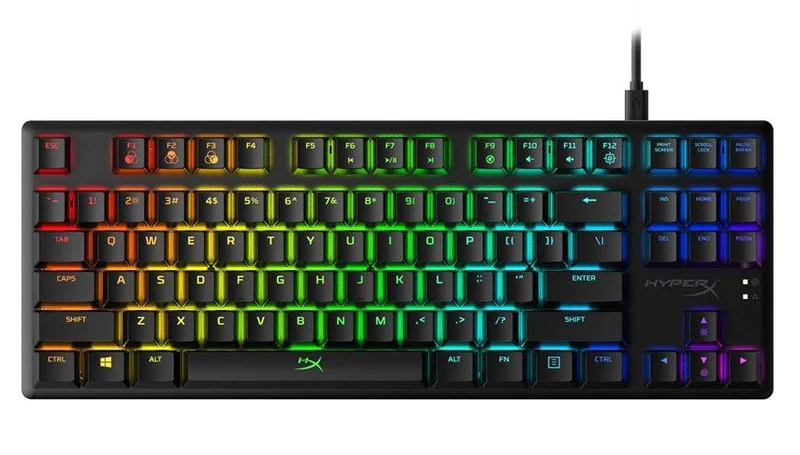 ESC F1 F2 F3 F4 F5 F6 F7 F8 F9 F10 F11 F12 PRINT SCREEN SCROLL LOCK PAUSE BREAK
~` 1! 2@ 3# 4$ 5% 6^ 7& 8* 9( 0) -_ =+ INS HOME PGUP
TAB Q W E R T Y U I O P [{ ]} \| DEL END PGDN
CAPS A S D F G H J K L ;: '" ENTER HYPERX
SHIFT Z X C V B N M ,< .> /? SHIFT
CTRL ALT HX ALT FN CTRL